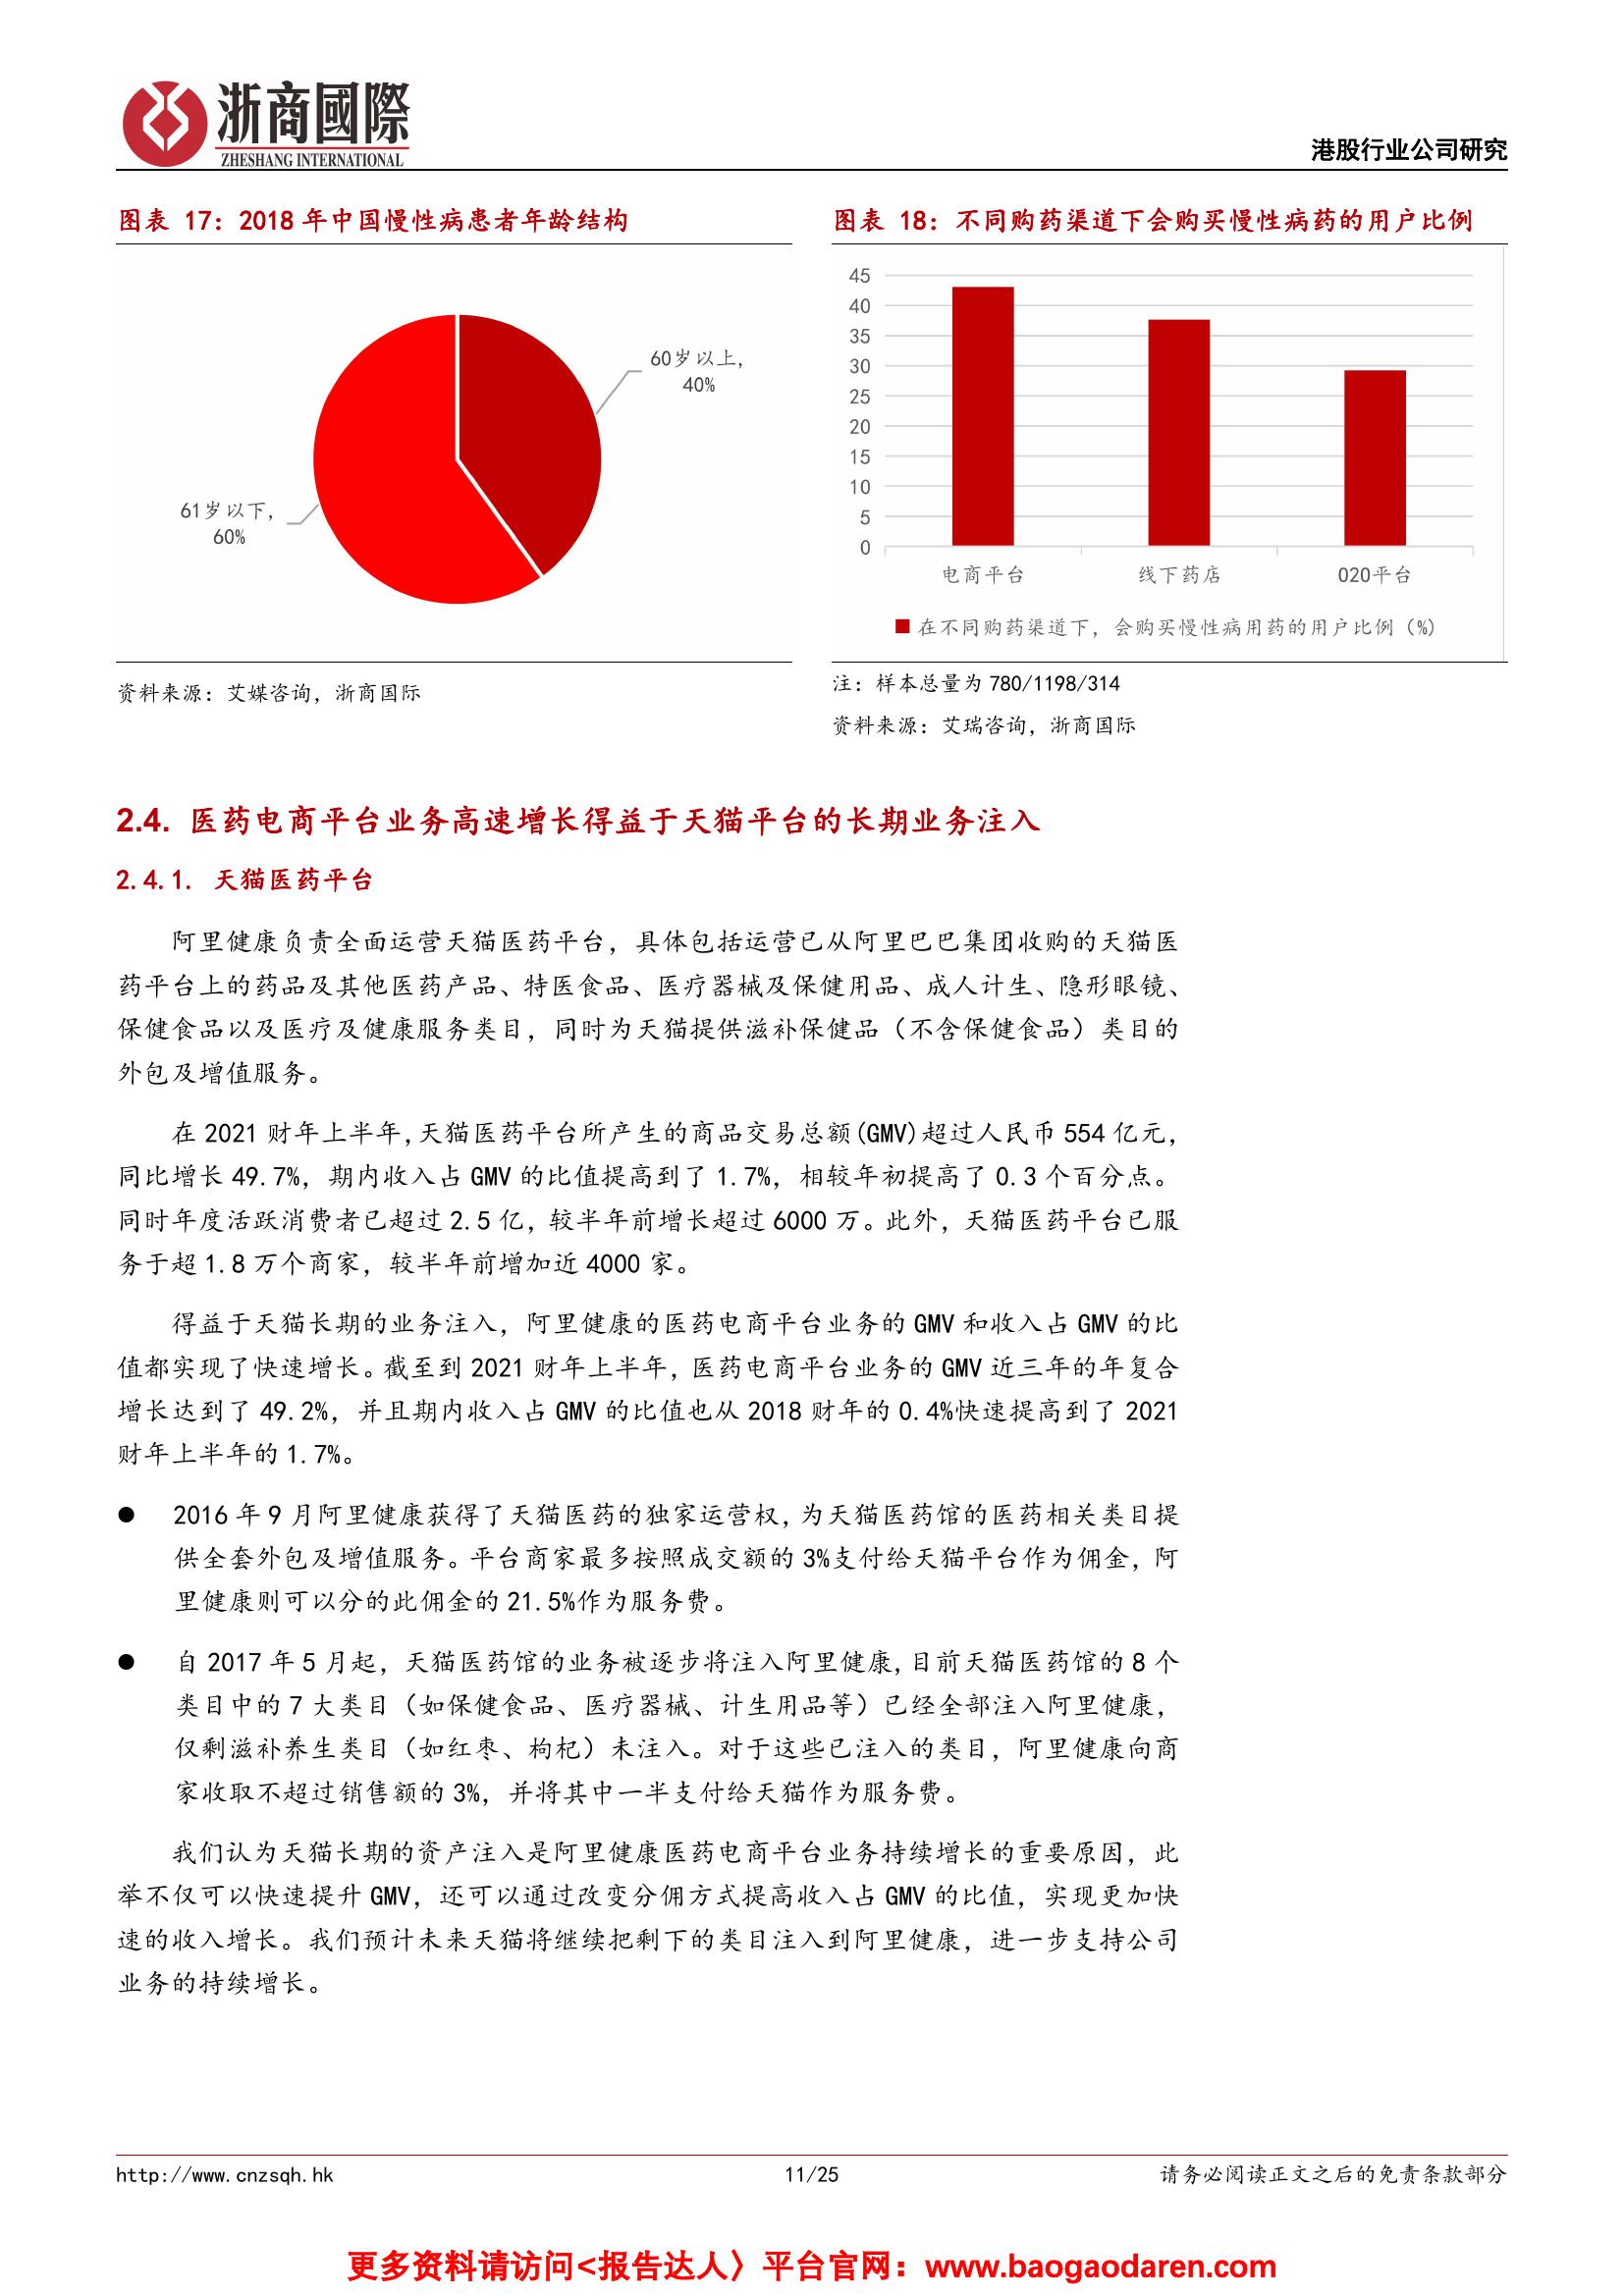 浙商國際
ZHESHANG INTERNATIONAL
港股行业公司研究
图表 17：2018 年中国慢性病患者年龄结构
60岁以上,
40%
61岁以下,
60%
资料来源：艾媒咨询，浙商国际
图表 18：不同购药渠道下会购买慢性病药的用户比例
45
40
35
30
25
20
15
10
5
0
电商平台
线下药店
O2O平台
在不同购药渠道下，会购买慢性病用药的用户比例（%）
注：样本总量为 780/1198/314
资料来源：艾瑞咨询，浙商国际
2.4. 医药电商平台业务高速增长得益于天猫平台的长期业务注入
2.4.1. 天猫医药平台
阿里健康负责全面运营天猫医药平台，具体包括运营已从阿里巴巴集团收购的天猫医
药平台上的药品及其他医药产品、特医食品、医疗器械及保健用品、成人计生、隐形眼镜、
保健食品以及医疗及健康服务类目，同时为天猫提供滋补保健品（不含保健食品）类目的
外包及增值服务。
在 2021 财年上半年,天猫医药平台所产生的商品交易总额(GMV)超过人民币 554 亿元，
同比增长 49.7%，期内收入占 GMV 的比值提高到了 1.7%，相较年初提高了 0.3 个百分点。
同时年度活跃消费者已超过 2.5 亿，较半年前增长超过 6000 万。此外，天猫医药平台已服
务于超 1.8 万个商家，较半年前增加近 4000 家。
得益于天猫长期的业务注入，阿里健康的医药电商平台业务的 GMV 和收入占 GMV 的比
值都实现了快速增长。截至到 2021 财年上半年，医药电商平台业务的 GMV 近三年的年复合
增长达到了 49.2%，并且期内收入占 GMV 的比值也从 2018 财年的 0.4%快速提高到了 2021
财年上半年的 1.7%。
● 2016 年 9 月阿里健康获得了天猫医药的独家运营权，为天猫医药馆的医药相关类目提
供全套外包及增值服务。平台商家最多按照成交额的 3%支付给天猫平台作为佣金，阿
里健康则可以分的此佣金的 21.5%作为服务费。
● 自 2017 年 5 月起，天猫医药馆的业务被逐步将注入阿里健康,目前天猫医药馆的 8 个
类目中的 7 大类目（如保健食品、医疗器械、计生用品等）已经全部注入阿里健康，
仅剩滋补养生类目（如红枣、枸杞）未注入。对于这些已注入的类目，阿里健康向商
家收取不超过销售额的 3%，并将其中一半支付给天猫作为服务费。
我们认为天猫长期的资产注入是阿里健康医药电商平台业务持续增长的重要原因，此
举不仅可以快速提升 GMV，还可以通过改变分佣方式提高收入占 GMV 的比值，实现更加快
速的收入增长。我们预计未来天猫将继续把剩下的类目注入到阿里健康，进一步支持公司
业务的持续增长。
http://www.cnzsqh.hk
11/25
请务必阅读正文之后的免责条款部分
更多资料请访问<报告达人〉平台官网：www.baogaodaren.com